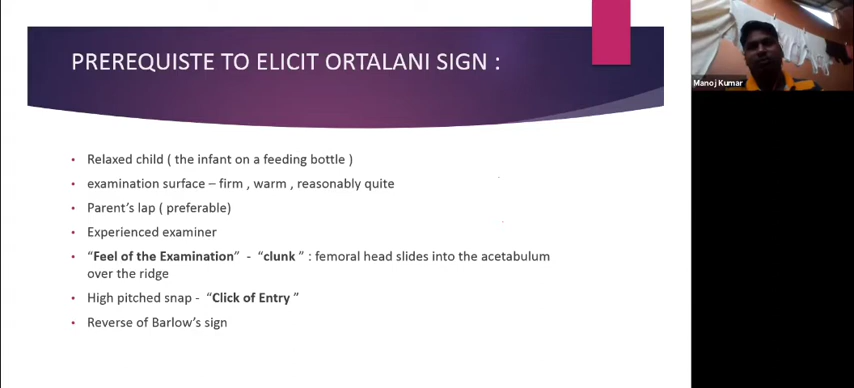 PREREQUISTE TO ELICIT ORTALANI SIGN :
Manoj Kumar
• Relaxed child ( the infant on a feeding bottle )
• examination surface – firm , warm , reasonably quite
• Parent's lap ( preferable)
• Experienced examiner
• “Feel of the Examination” - “clunk ” : femoral head slides into the acetabulum
over the ridge
• High pitched snap - “Click of Entry ”
• Reverse of Barlow's sign